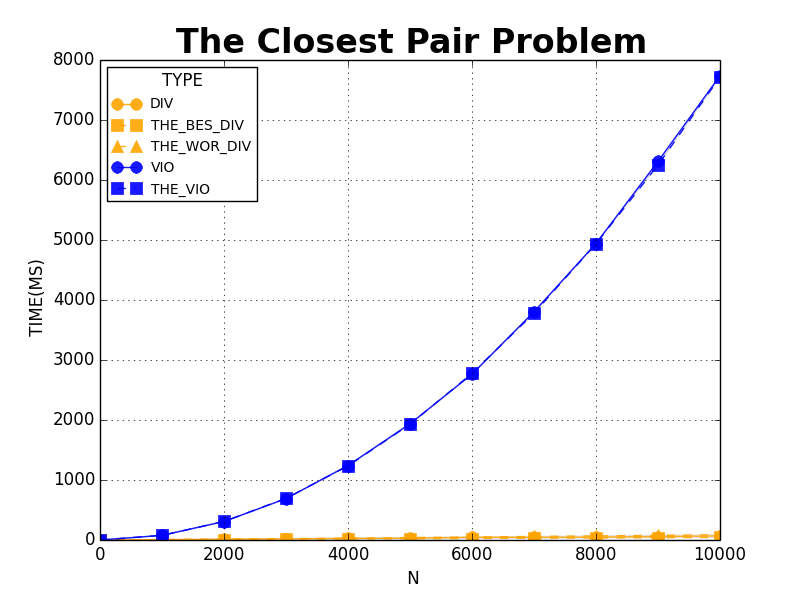 The Closest Pair Problem
TYPE
DIV
THE_BES_DIV
THE_WOR_DIV
VIO
THE_VIO
TIME(MS)
8000
7000
6000
5000
4000
3000
2000
1000
0
0 2000 4000 6000 8000 10000
N